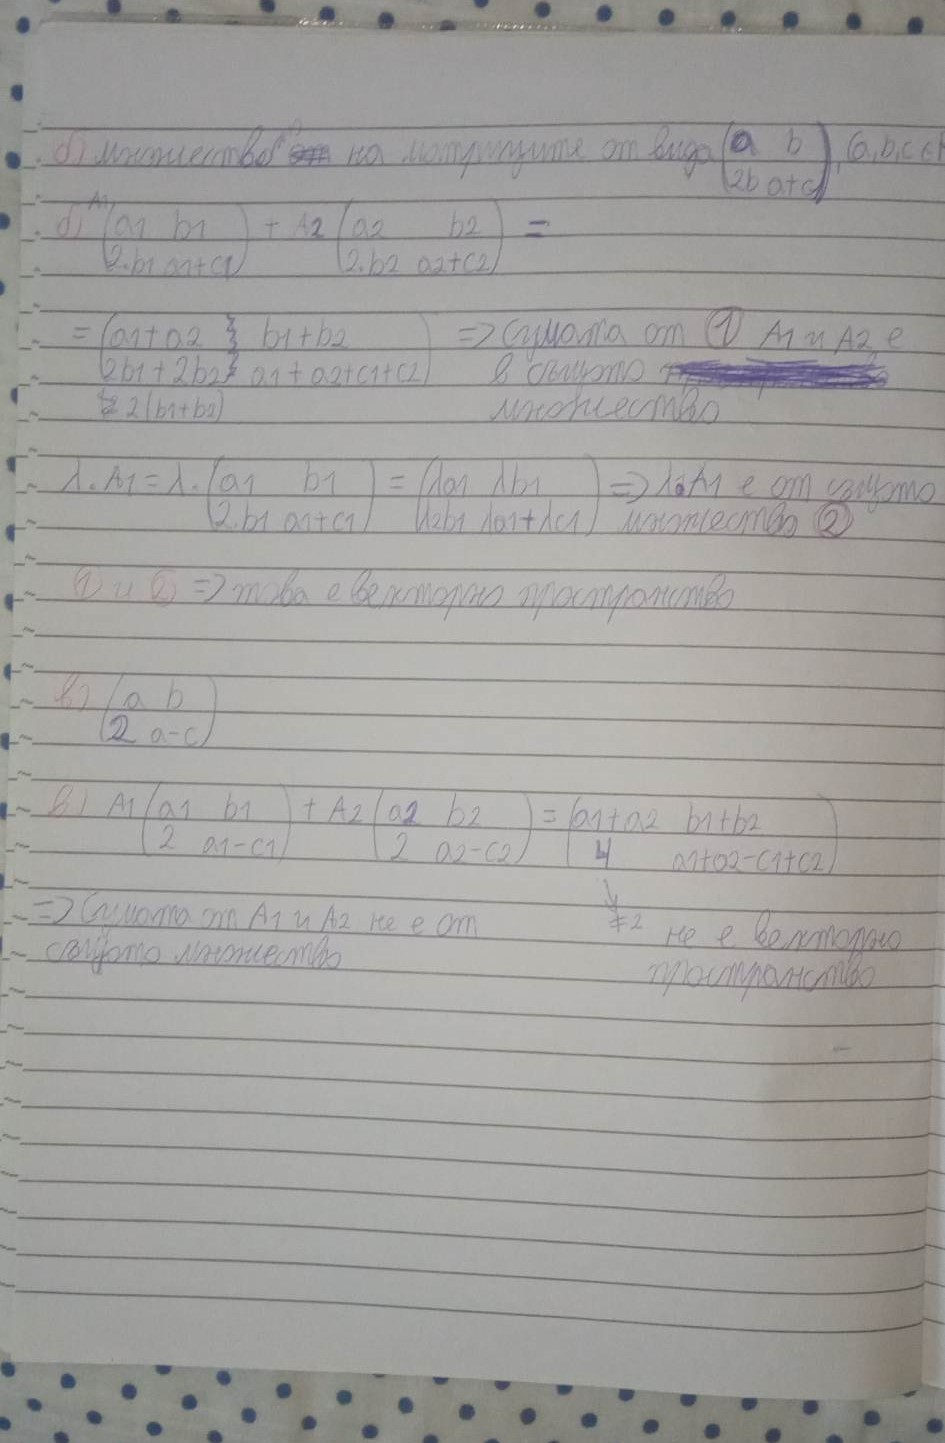 б) множество на матриците от вида (a b
2b a+c), (a,b,c ∈
б) A1 (a1 b1
2.b1 a1+c1) + A2 (a2 b2
2.b2 a2+c2) =
= (a1+a2 b1+b2
2b1+2b2 a1+a2+c1+c2) => Сумата от ① A1 и A2 е
в същото
2(b1+b2) множество
λ.A1 = λ.(a1 b1
2.b1 a1+c1) = (λa1 λb1
λ2b1 λa1+λc1) => λ.A1 е от същото
множество ②
① и ② => това е векторно пространство
в) (a b
2 a-c)
в) A1 (a1 b1
2 a1-c1) + A2 (a2 b2
2 a2-c2) = (a1+a2 b1+b2
4 a1+a2-c1+c2)
=> Сумата от A1 и A2 не е от
същото множество
≠2
не е векторно
пространство